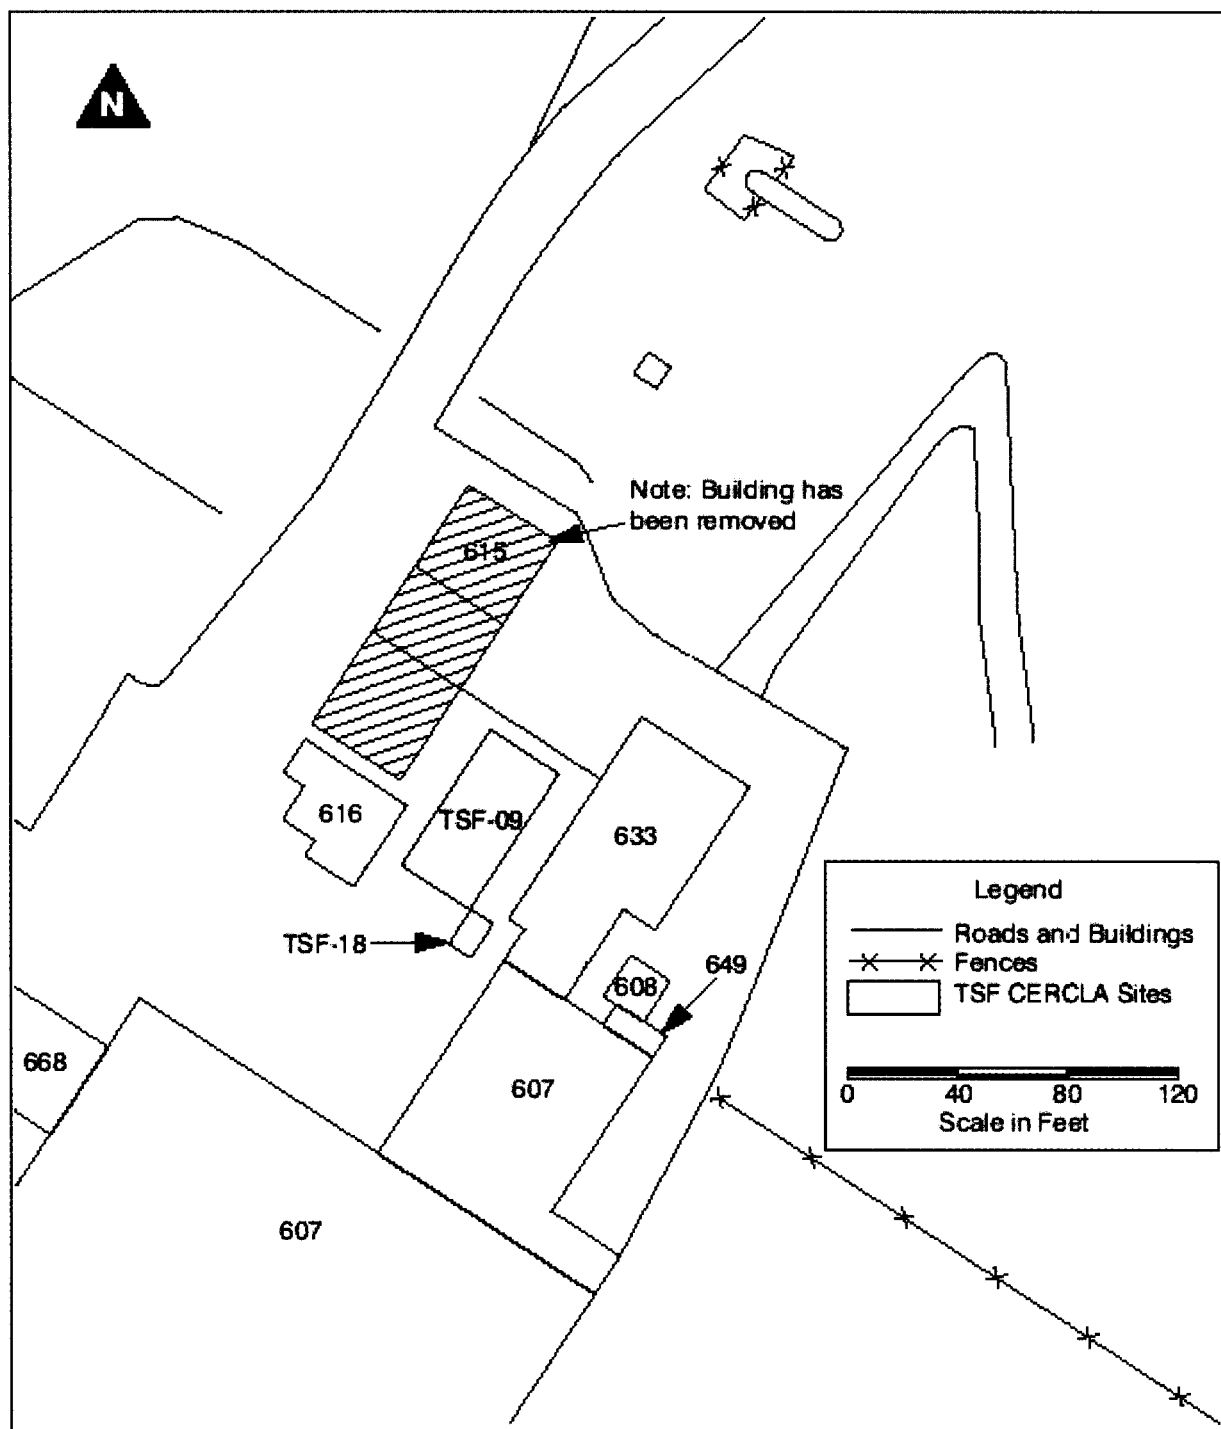 N
Note: Building has
been removed
615
616
TSF-09
633
TSF-18
649
608
668
607
607
Legend
Roads and Buildings
Fences
TSF CERCLA Sites
0 40 80 120
Scale in Feet